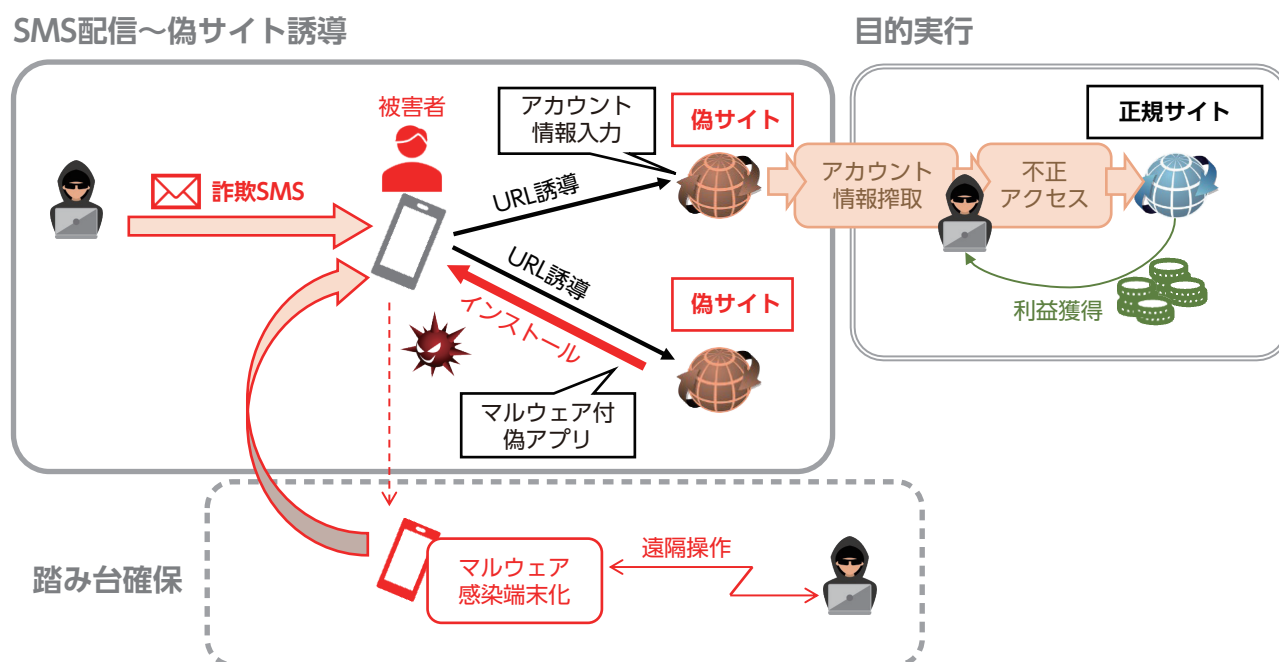 SMS配信～偽サイト誘導
目的実行
被害者
アカウント
情報入力
偽サイト
正規サイト
詐欺SMS
URL誘導
アカウント
情報搾取
不正
アクセス
URL誘導
インストール
偽サイト
利益獲得
マルウェア付
偽アプリ
踏み台確保
マルウェア
感染端末化
遠隔操作